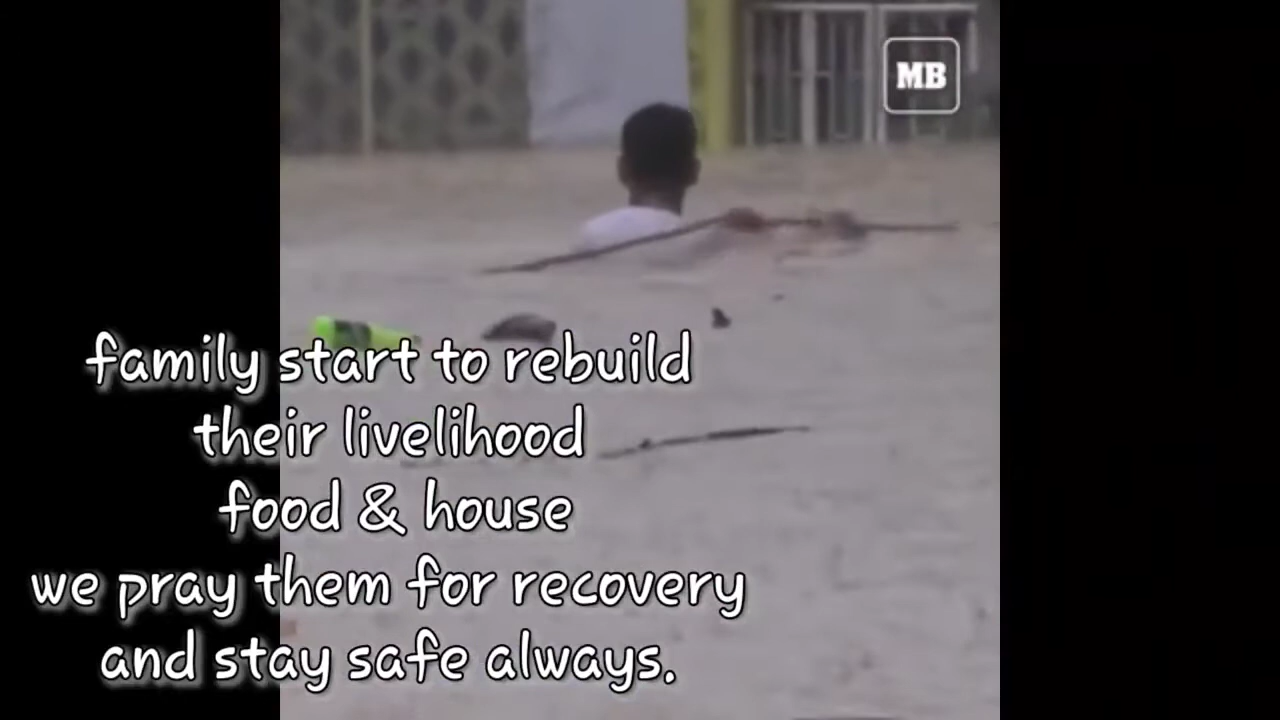 MB
family start to rebuild
their livelihood
food & house
we pray them for recovery
and stay safe always.